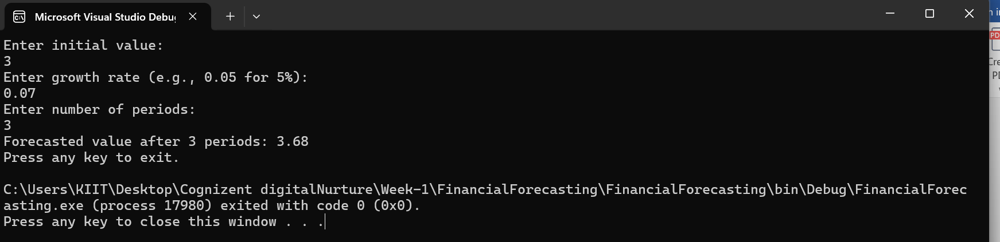 Microsoft Visual Studio Debu
Enter initial value:
3
Enter growth rate (e.g., 0.05 for 5%):
0.07
Enter number of periods:
3
Forecasted value after 3 periods: 3.68
Press any key to exit.
C:\Users\KIIT\Desktop\Cognizent digitalNurture\Week-1\FinancialForecasting\FinancialForecasting\bin\Debug\FinancialForec
asting.exe (process 17980) exited with code 0 (0x0).
Press any key to close this window . . .
n i
PD
Cre
PD